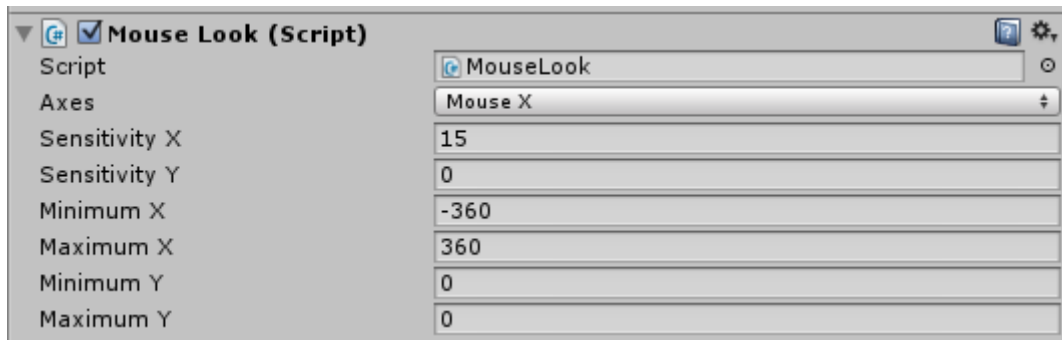 Mouse Look (Script)
Script MouseLook
Axes Mouse X
Sensitivity X 15
Sensitivity Y 0
Minimum X -360
Maximum X 360
Minimum Y 0
Maximum Y 0